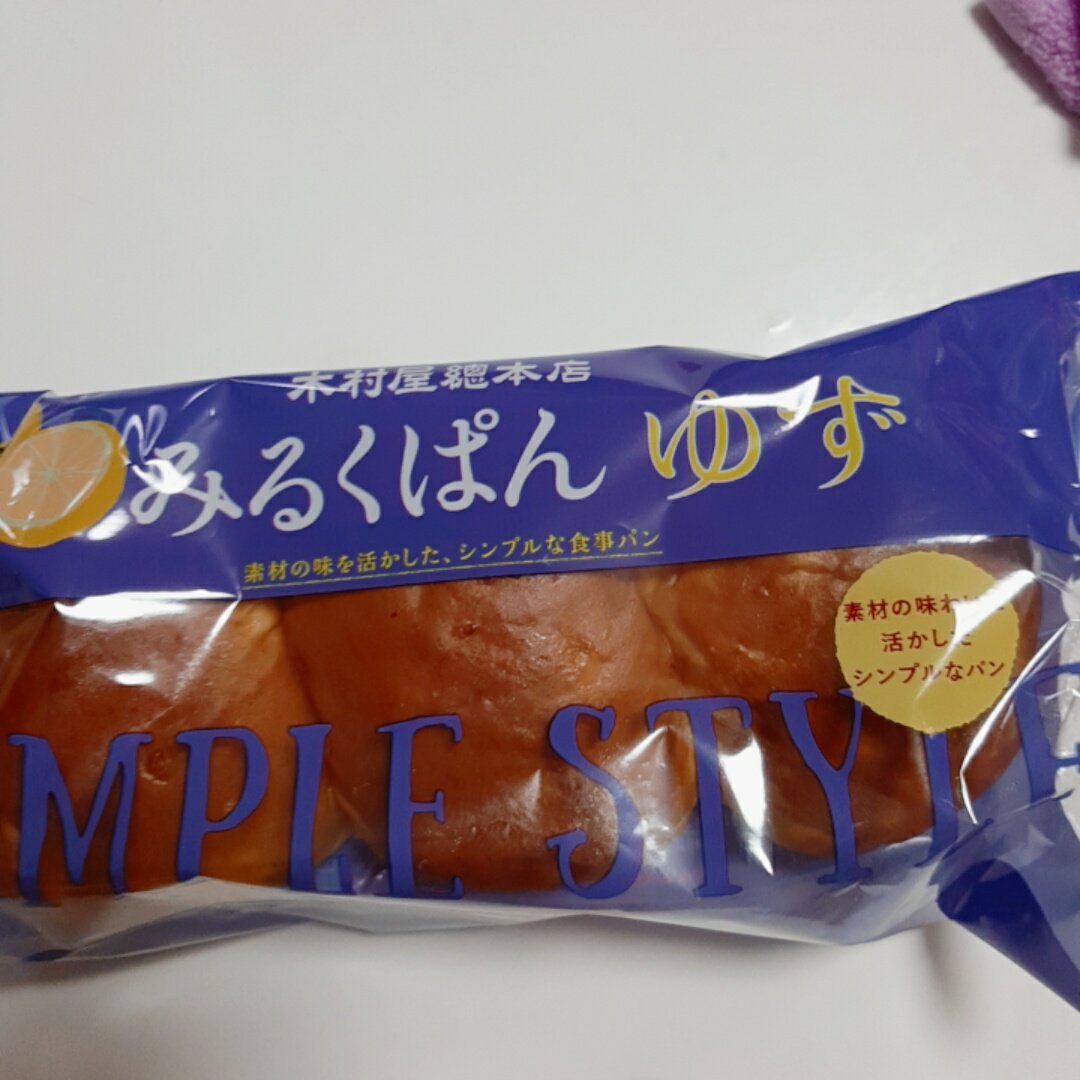 木村屋總本店
みるくぱん ゆず
素材の味を活かした、シンプルな食事パン
素材の味わいを
活かした
シンプルなパン
MPLE STYLE